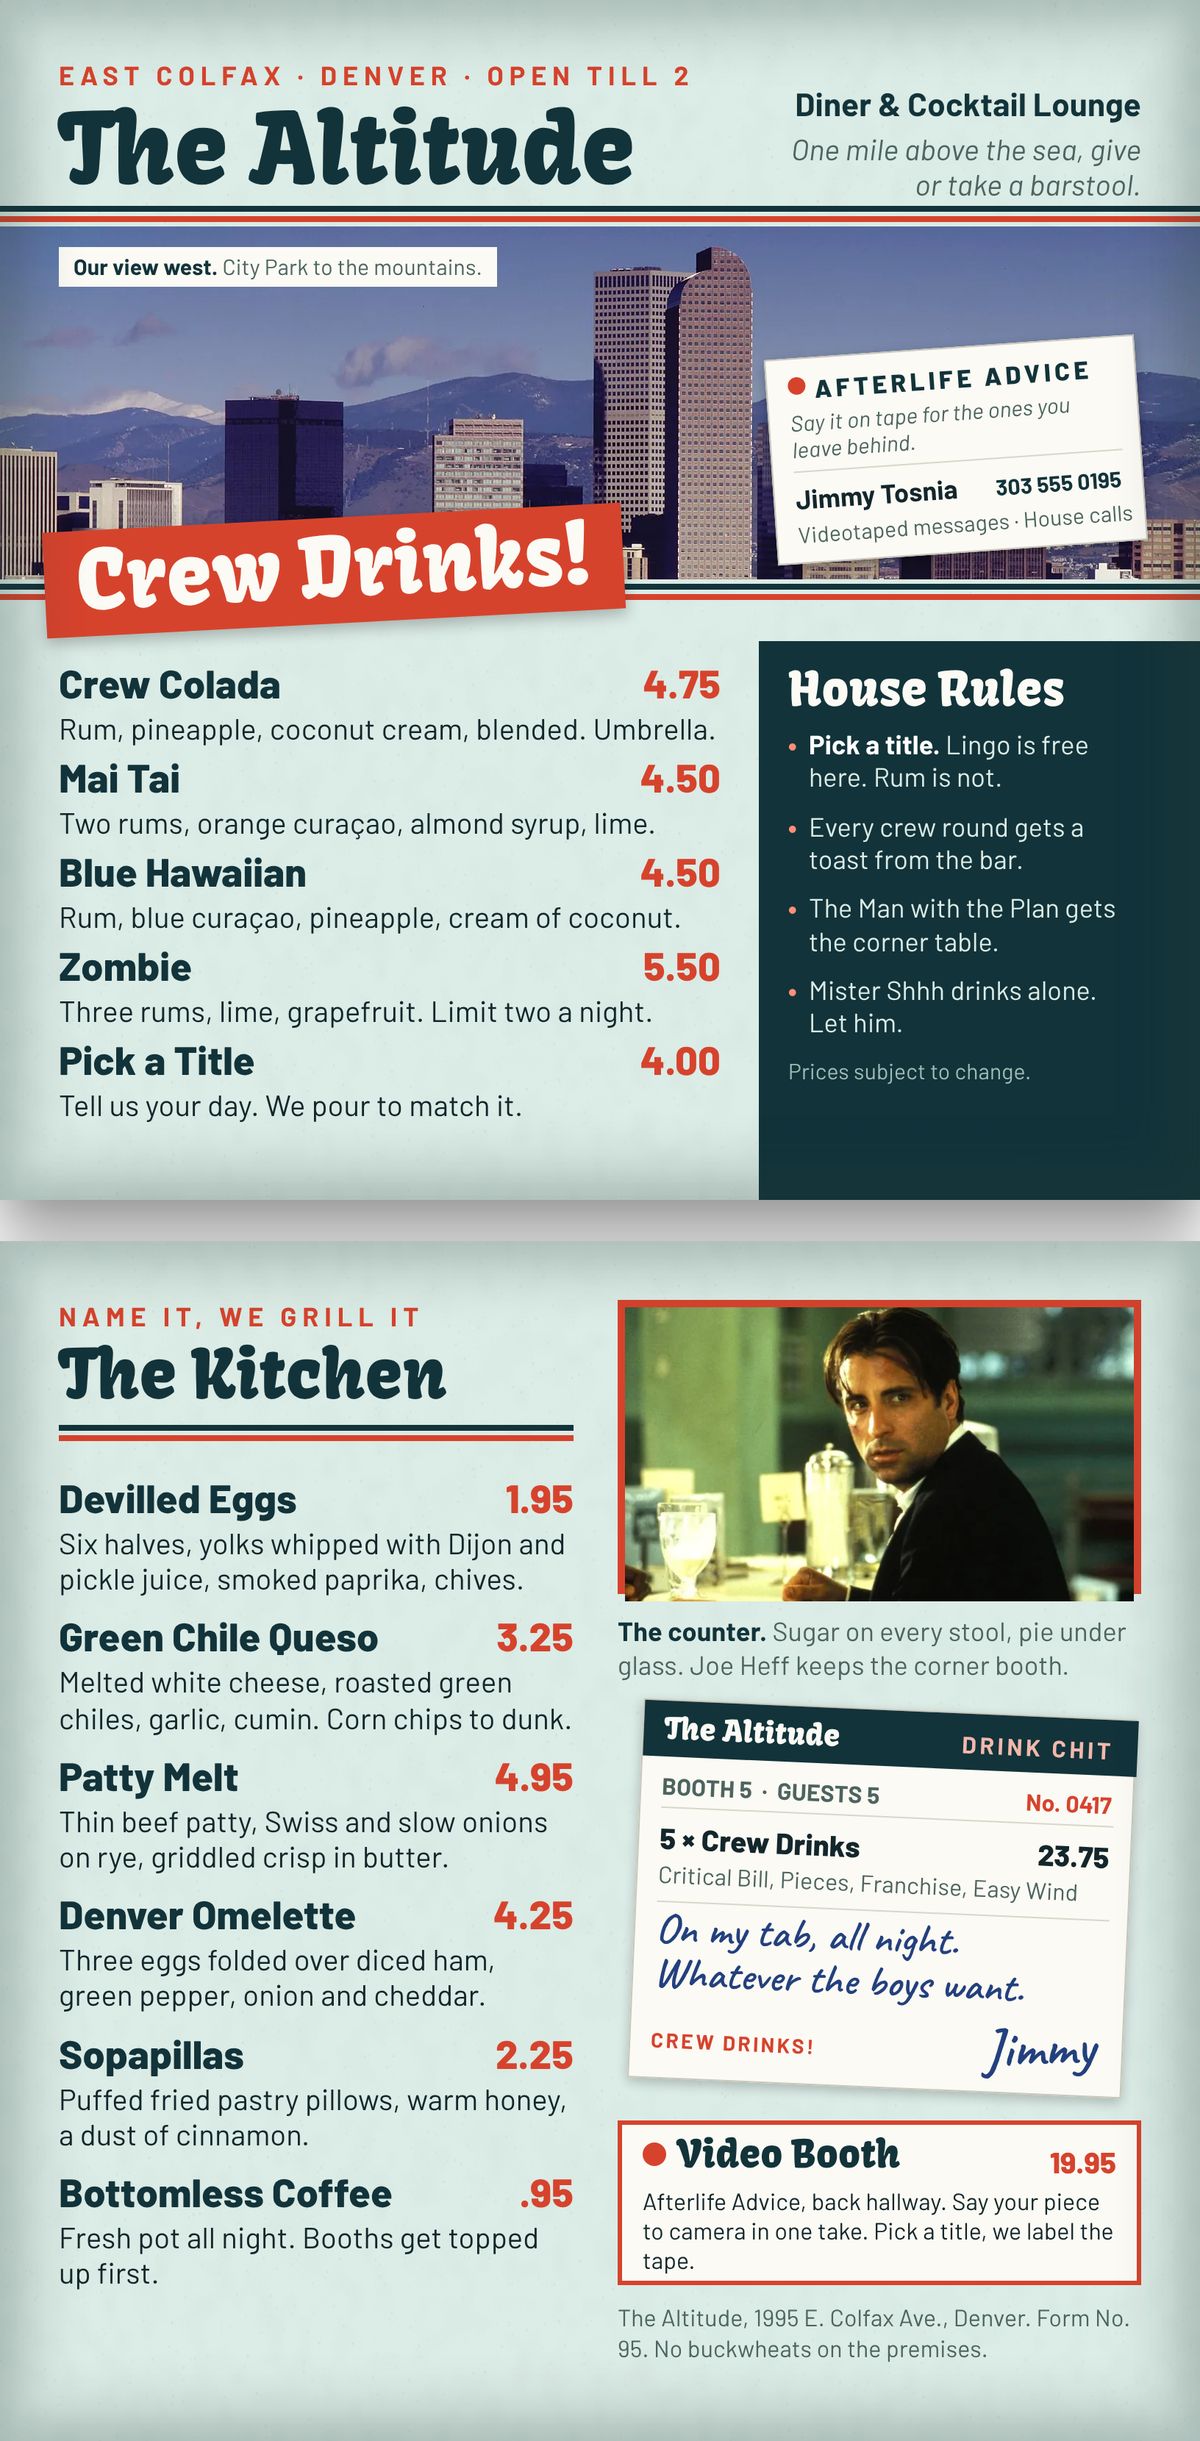 EAST COLFAX · DENVER · OPEN TILL 2
The Altitude
Diner & Cocktail Lounge
One mile above the sea, give
or take a barstool.
Our view west. City Park to the mountains.
AFTERLIFE ADVICE
Say it on tape for the ones you
leave behind.
Jimmy Tosnia 303 555 0195
Videotaped messages · House calls
Crew Drinks!
Crew Colada 4.75
Rum, pineapple, coconut cream, blended. Umbrella.
Mai Tai 4.50
Two rums, orange curaçao, almond syrup, lime.
Blue Hawaiian 4.50
Rum, blue curaçao, pineapple, cream of coconut.
Zombie 5.50
Three rums, lime, grapefruit. Limit two a night.
Pick a Title 4.00
Tell us your day. We pour to match it.
House Rules
• Pick a title. Lingo is free
here. Rum is not.
• Every crew round gets a
toast from the bar.
• The Man with the Plan gets
the corner table.
• Mister Shhh drinks alone.
Let him.
Prices subject to change.
NAME IT, WE GRILL IT
The Kitchen
Devilled Eggs 1.95
Six halves, yolks whipped with Dijon and
pickle juice, smoked paprika, chives.
Green Chile Queso 3.25
Melted white cheese, roasted green
chiles, garlic, cumin. Corn chips to dunk.
Patty Melt 4.95
Thin beef patty, Swiss and slow onions
on rye, griddled crisp in butter.
Denver Omelette 4.25
Three eggs folded over diced ham,
green pepper, onion and cheddar.
Sopapillas 2.25
Puffed fried pastry pillows, warm honey,
a dust of cinnamon.
Bottomless Coffee .95
Fresh pot all night. Booths get topped
up first.
The counter. Sugar on every stool, pie under
glass. Joe Heff keeps the corner booth.
The Altitude DRINK CHIT
BOOTH 5 · GUESTS 5 No. 0417
5 × Crew Drinks 23.75
Critical Bill, Pieces, Franchise, Easy Wind
On my tab, all night.
Whatever the boys want.
CREW DRINKS! Jimmy
Video Booth 19.95
Afterlife Advice, back hallway. Say your piece
to camera in one take. Pick a title, we label the
tape.
The Altitude, 1995 E. Colfax Ave., Denver. Form No.
95. No buckwheats on the premises.